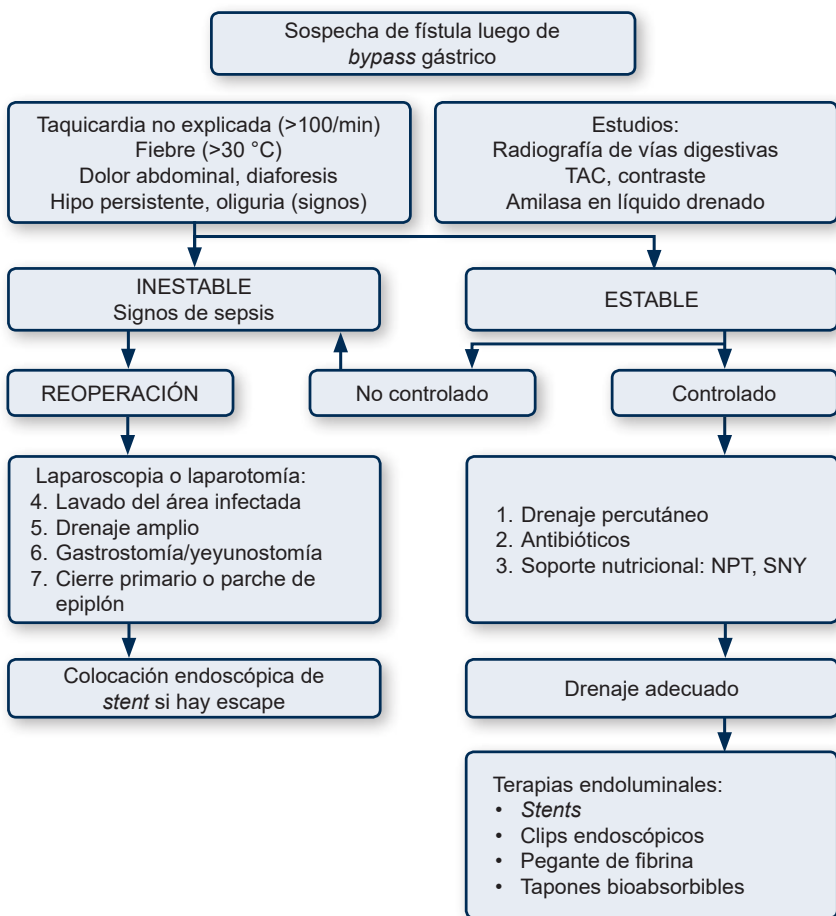 Sospecha de fístula luego de
bypass gástrico
Taquicardia no explicada (>100/min)
Fiebre (>30 °C)
Dolor abdominal, diaforesis
Hipo persistente, oliguria (signos)
Estudios:
Radiografía de vías digestivas
TAC, contraste
Amilasa en líquido drenado
INESTABLE
Signos de sepsis
ESTABLE
REOPERACIÓN
No controlado
Controlado
Laparoscopia o laparotomía:
4. Lavado del área infectada
5. Drenaje amplio
6. Gastrostomía/yeyunostomía
7. Cierre primario o parche de
epiplón
1. Drenaje percutáneo
2. Antibióticos
3. Soporte nutricional: NPT, SNY
Colocación endoscópica de
stent si hay escape
Drenaje adecuado
Terapias endoluminales:
• Stents
• Clips endoscópicos
• Pegante de fibrina
• Tapones bioabsorbibles